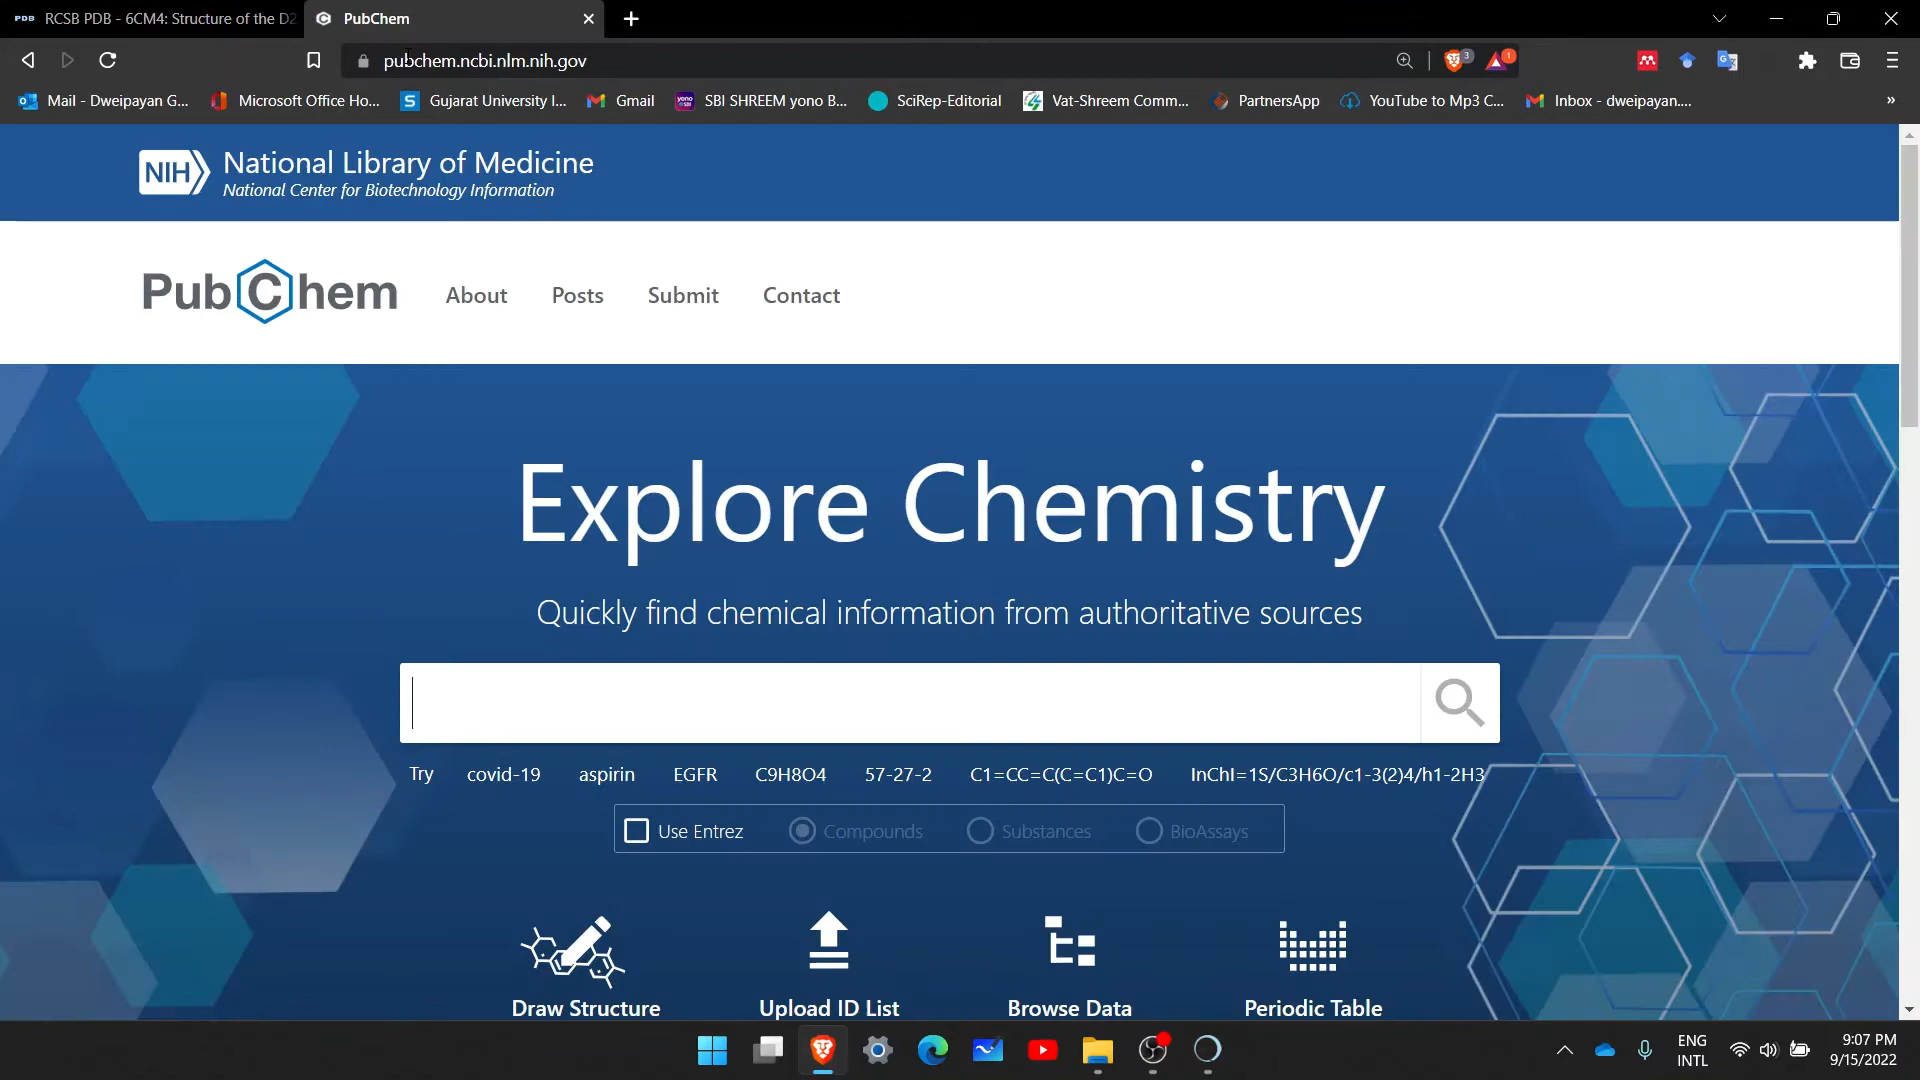 PDB RCSB PDB - 6CM4: Structure of the D2
PubChem
pubchem.ncbi.nlm.nih.gov
3
1
Mail - Dweipayan G...
Microsoft Office Ho...
S Gujarat University I...
Gmail
yono SBI SBI SHREEM yono B...
SciRep-Editorial
Vat-Shreem Comm...
PartnersApp
YouTube to Mp3 C...
Inbox - dweipayan....
»
NIH National Library of Medicine
National Center for Biotechnology Information
PubChem
About
Posts
Submit
Contact
Explore Chemistry
Quickly find chemical information from authoritative sources
Try covid-19 aspirin EGFR C9H8O4 57-27-2 C1=CC=C(C=C1)C=O InChI=1S/C3H6O/c1-3(2)4/h1-2H3
Use Entrez Compounds Substances BioAssays
Draw Structure
Upload ID List
Browse Data
Periodic Table
ENG
INTL
9:07 PM
9/15/2022